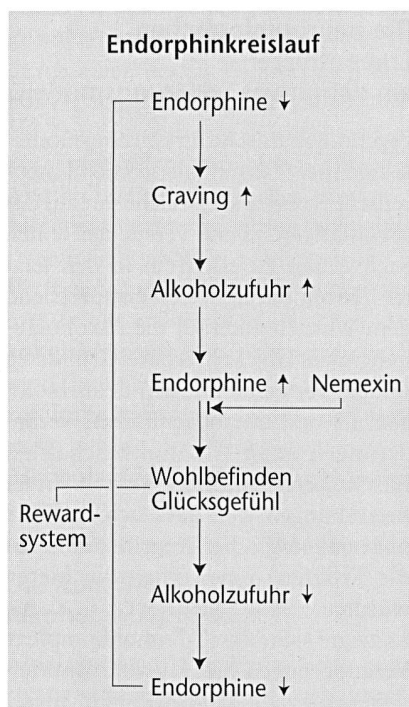 Endorphinkreislauf
Endorphine ↓
Craving ↑
Alkoholzufuhr ↑
Endorphine ↑ Nemexin
Wohlbefinden
Glücksgefühl
Reward-
system
Alkoholzufuhr ↓
Endorphine ↓